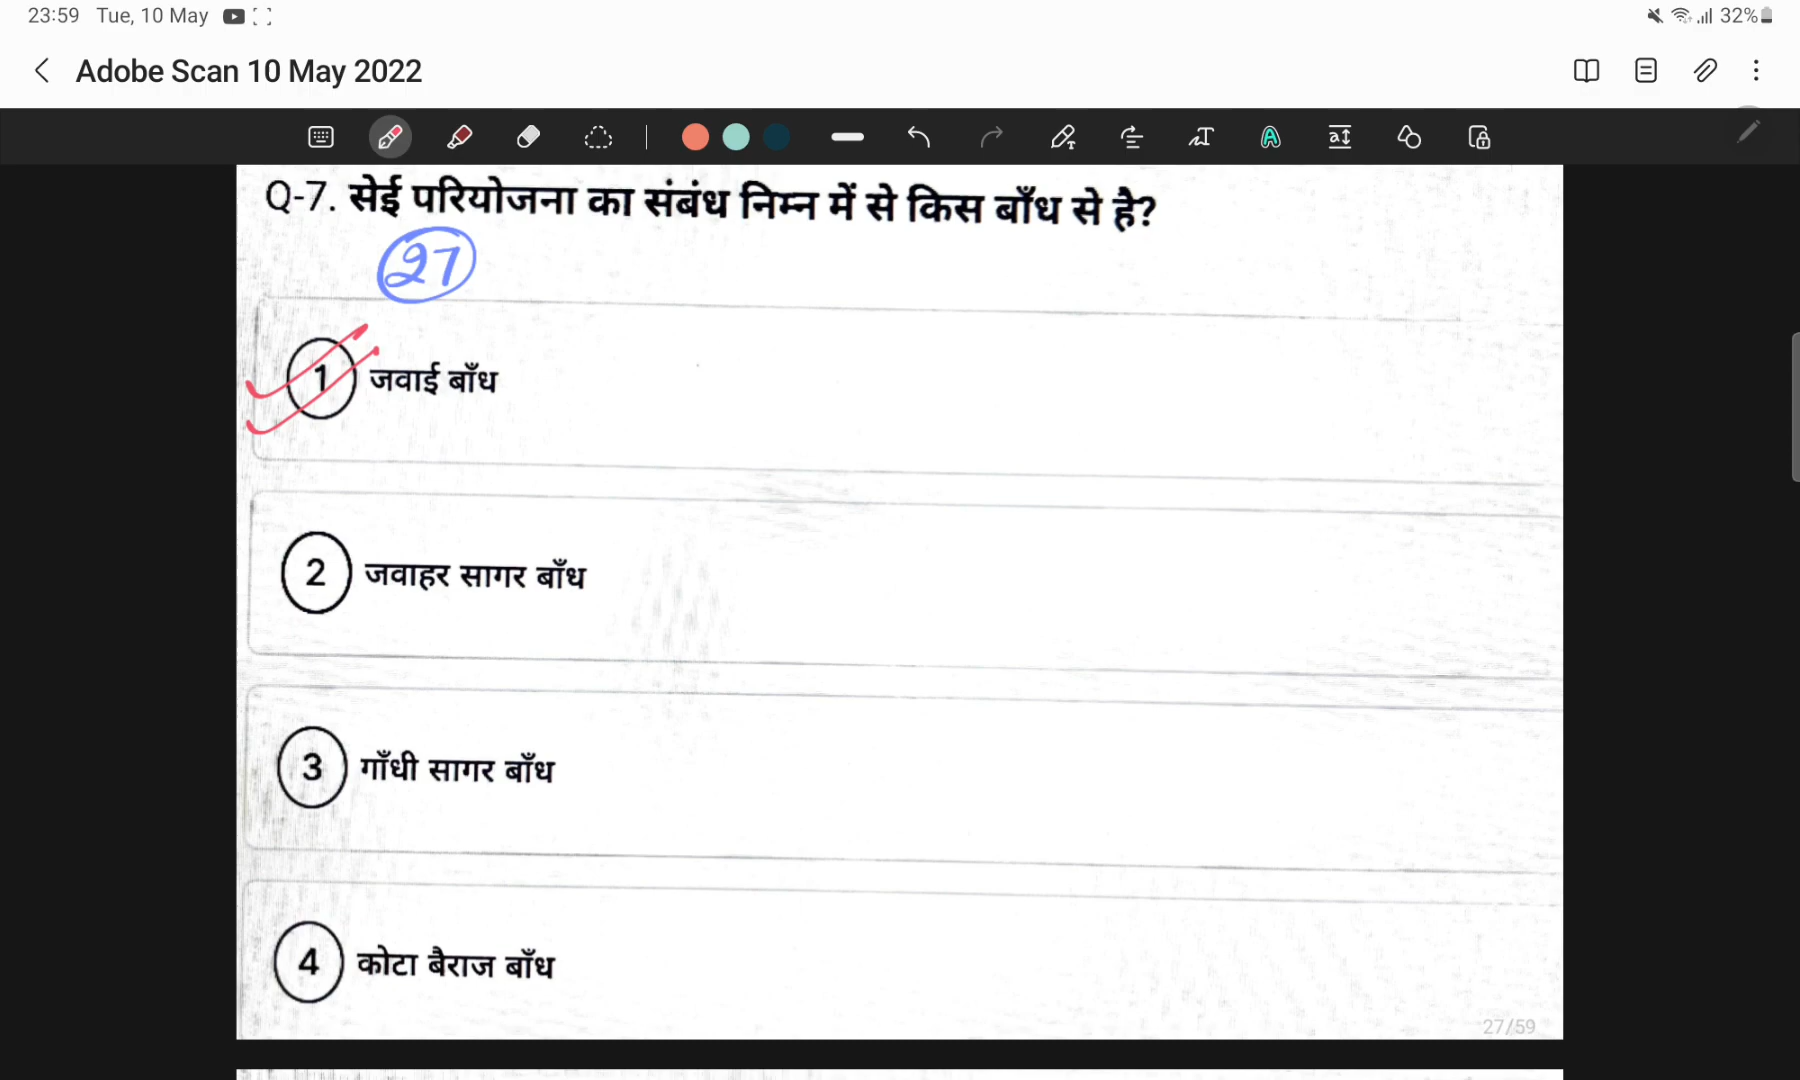 23:59 Tue, 10 May
32%
Adobe Scan 10 May 2022
Q-7. सेई परियोजना का संबंध निम्न में से किस बाँध से है?
27
1 जवाई बाँध
2 जवाहर सागर बाँध
3 गाँधी सागर बाँध
4 कोटा बैराज बाँध
27/59